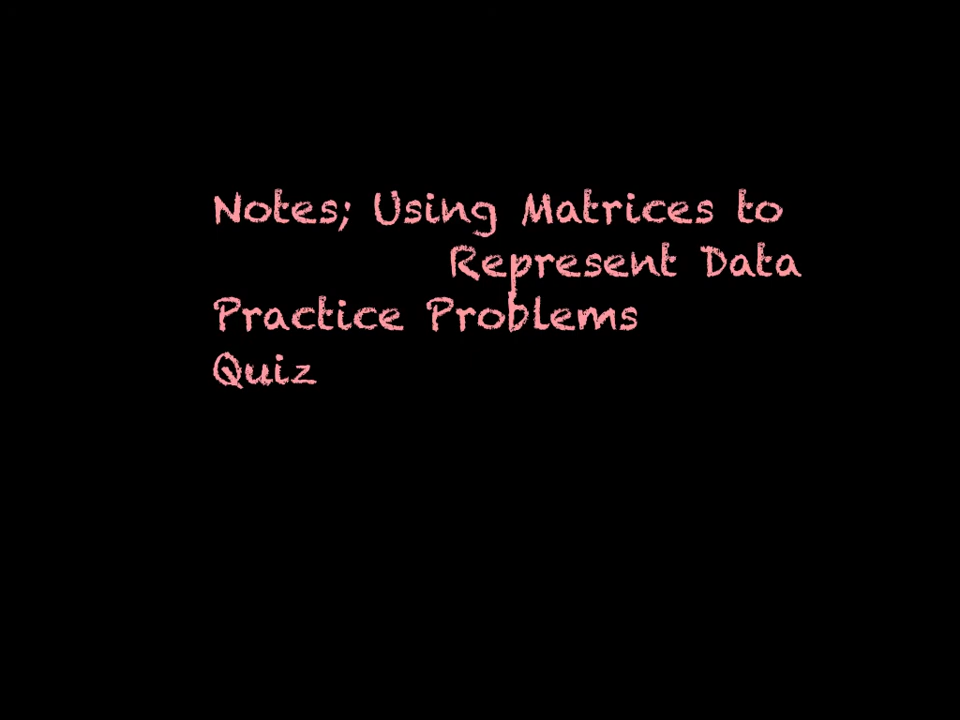 Notes; Using Matrices to
Represent Data
Practice Problems
Quiz